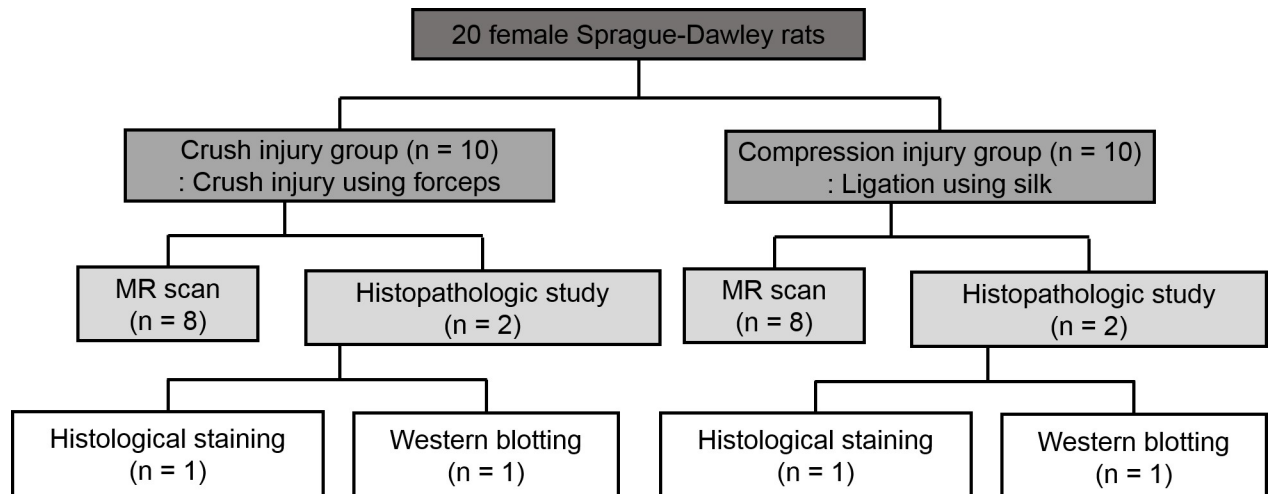 20 female Sprague-Dawley rats
Crush injury group (n = 10)
: Crush injury using forceps
Compression injury group (n = 10)
: Ligation using silk
MR scan
(n = 8)
Histopathologic study
(n = 2)
MR scan
(n = 8)
Histopathologic study
(n = 2)
Histological staining
(n = 1)
Western blotting
(n = 1)
Histological staining
(n = 1)
Western blotting
(n = 1)